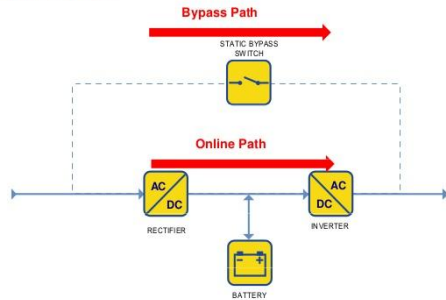 Bypass Path
STATIC BYPASS
SWITCH
Online Path
AC
DC
RECTIFIER
AC
DC
INVERTER
- +
BATTERY